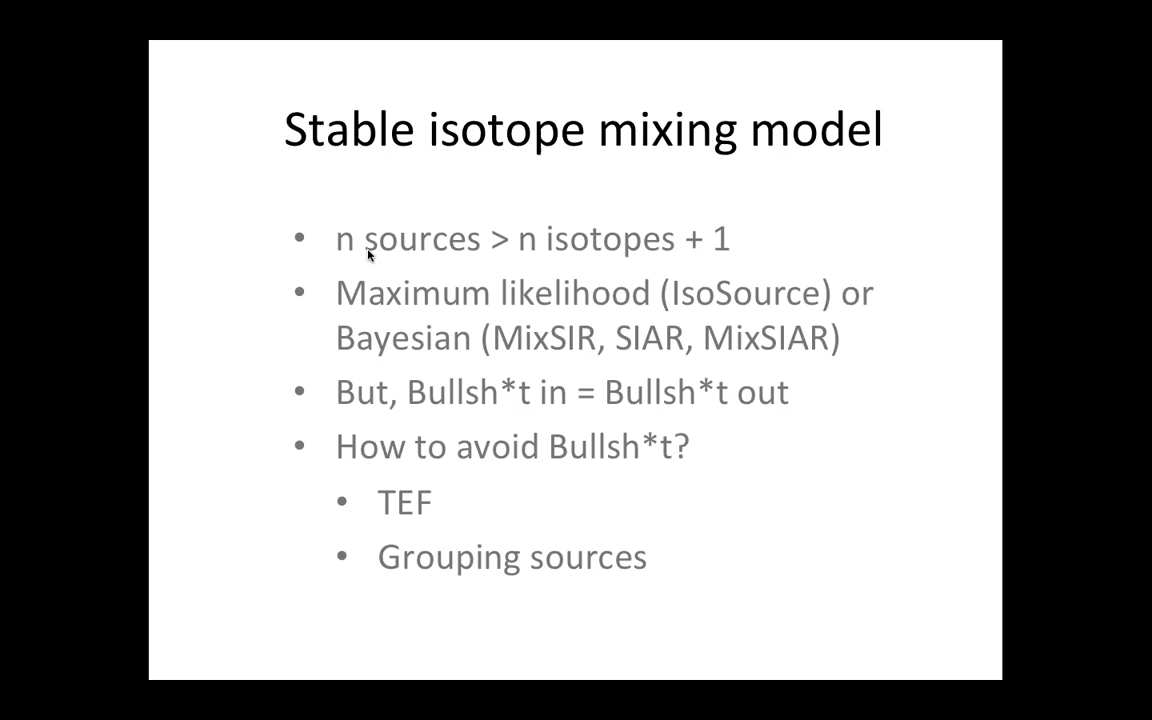 Stable isotope mixing model
• n sources > n isotopes + 1
• Maximum likelihood (IsoSource) or
Bayesian (MixSIR, SIAR, MixSIAR)
• But, Bullsh*t in = Bullsh*t out
• How to avoid Bullsh*t?
• TEF
• Grouping sources